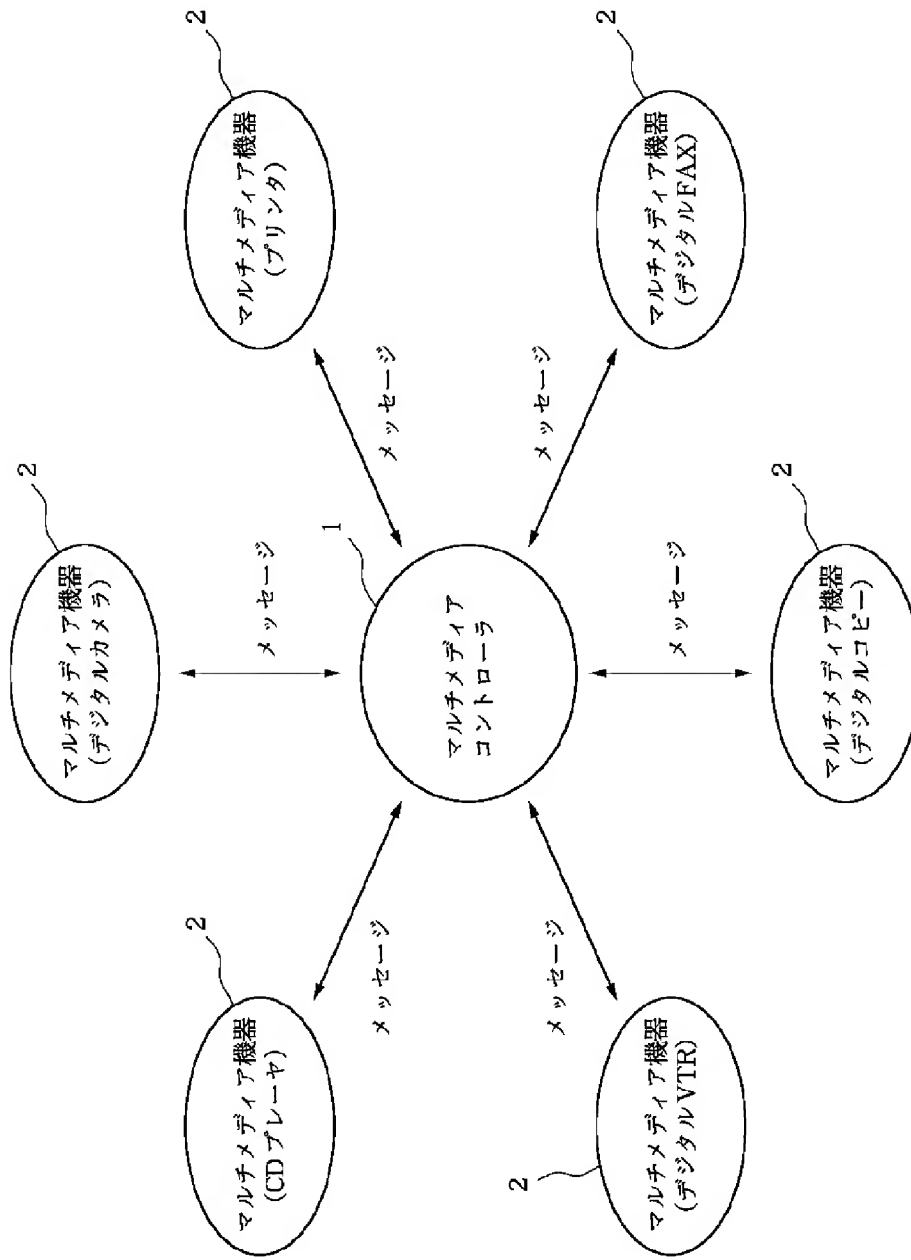 2
マルチメディア機器
(デジタルカメラ)
メッセージ
2
マルチメディア機器
(CDプレーヤ)
メッセージ
2
マルチメディア機器
(プリンタ)
メッセージ
1
マルチメディア
コントローラ
メッセージ
2
マルチメディア機器
(デジタルVTR)
メッセージ
2
マルチメディア機器
(デジタルFAX)
メッセージ
2
マルチメディア機器
(デジタルコピー)